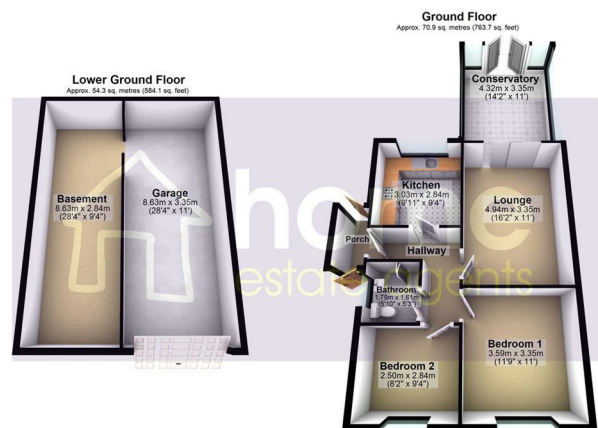 Ground Floor
Approx. 70.9 sq. metres (763.7 sq. feet)
Lower Ground Floor
Approx. 54.3 sq. metres (584.1 sq. feet)
Conservatory
4.32m x 3.35m
(14'2" x 11')
Kitchen
3.03m x 2.84m
(9'11" x 9'4")
Basement
8.63m x 2.84m
(28'4" x 9'4")
Garage
8.63m x 3.35m
(28'4" x 11')
Lounge
4.94m x 3.35m
(16'2" x 11')
Porch
Hallway
home
estate agents
Bathroom
1.79m x 1.61m
(5'10" x 5'3")
Bedroom 1
3.59m x 3.35m
(11'9" x 11')
Bedroom 2
2.50m x 2.84m
(8'2" x 9'4")